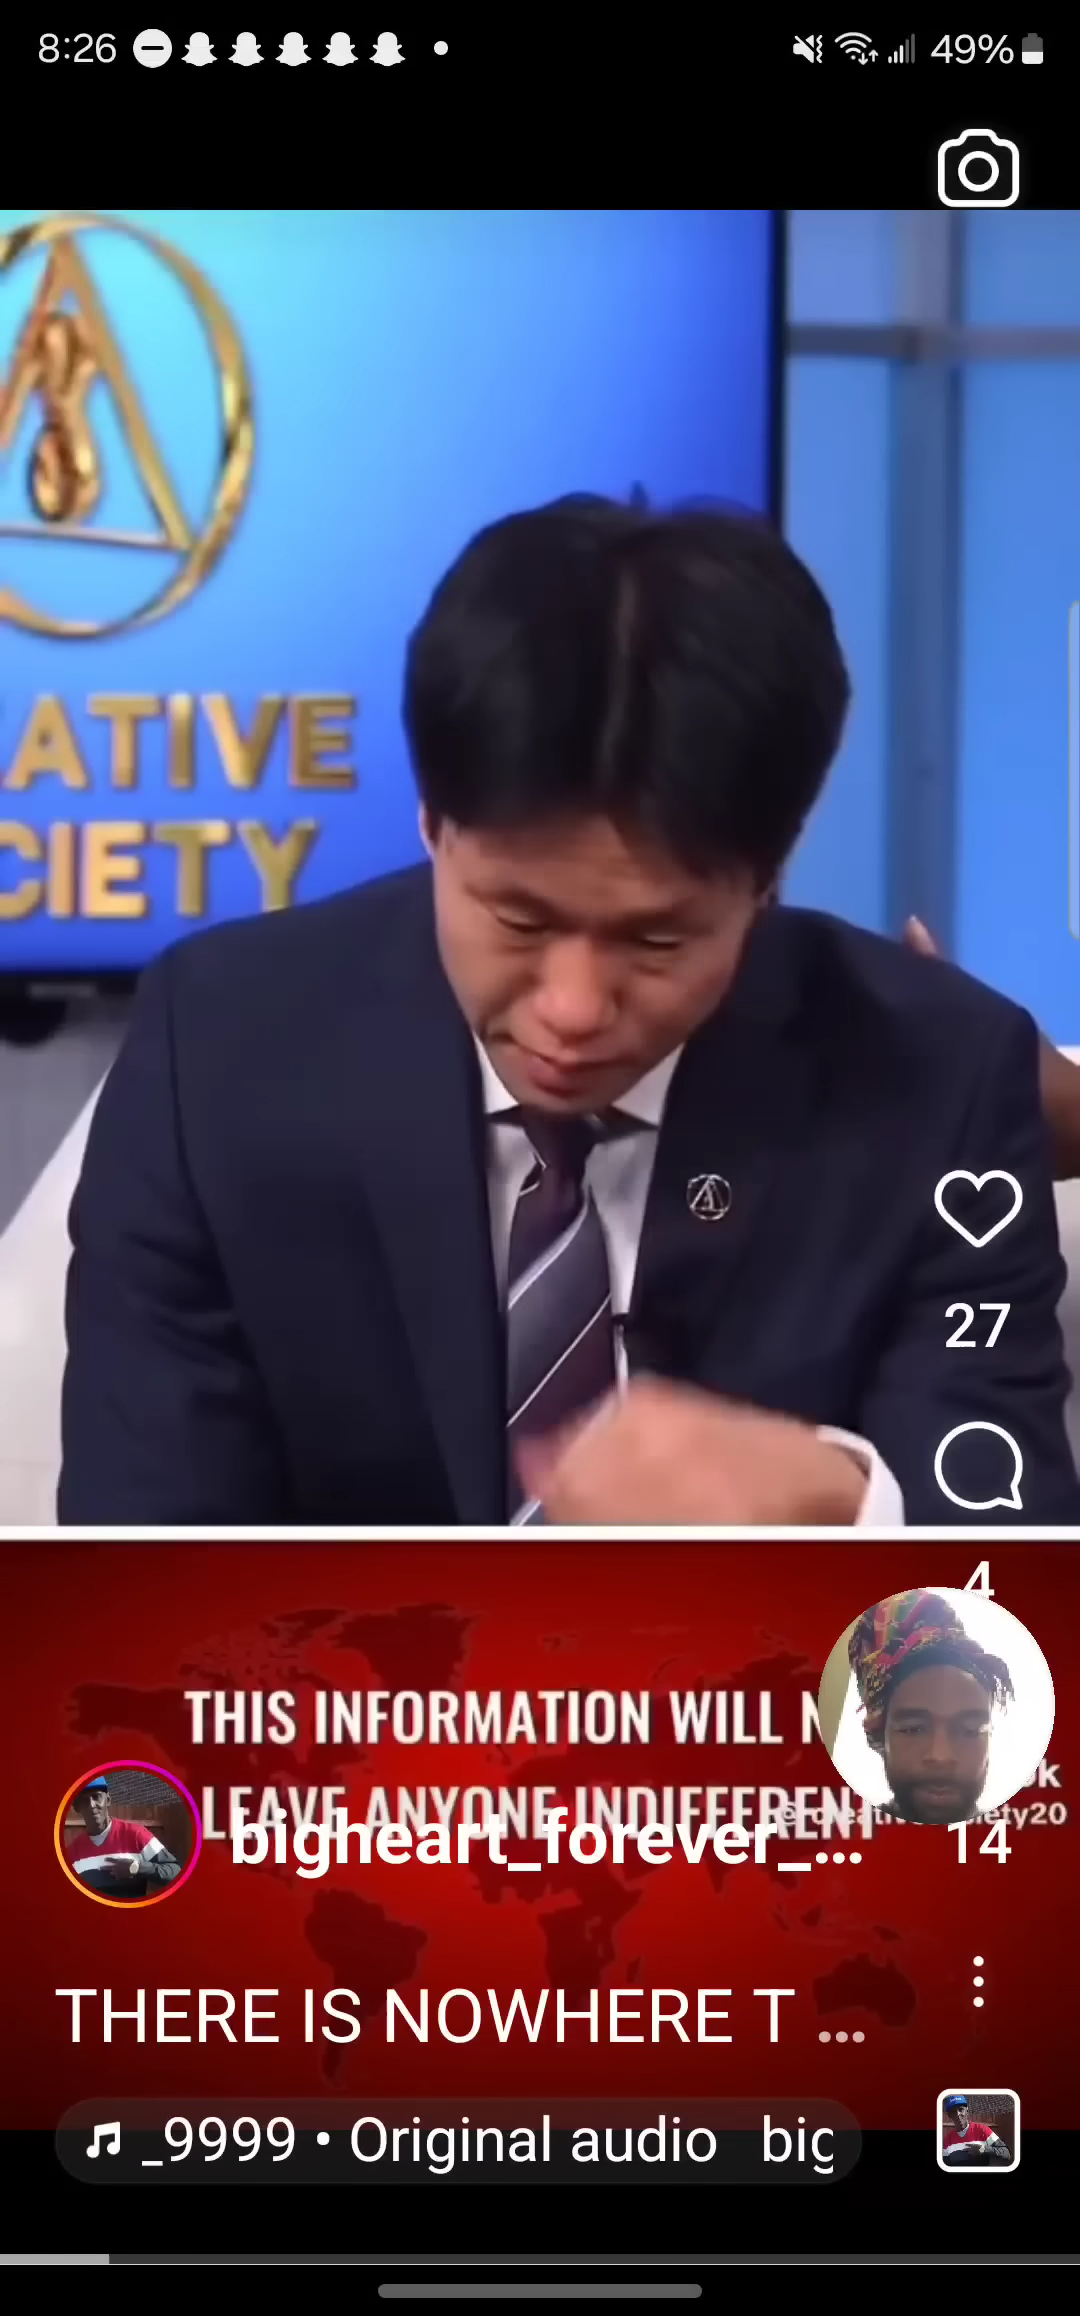 8:26
49%
ATIVE
CIETY
27
4
THIS INFORMATION WILL
LEAVE ANYONE INDIFFERENT
bigheart_forever_...
14
THERE IS NOWHERE T ...
_9999 • Original audio big